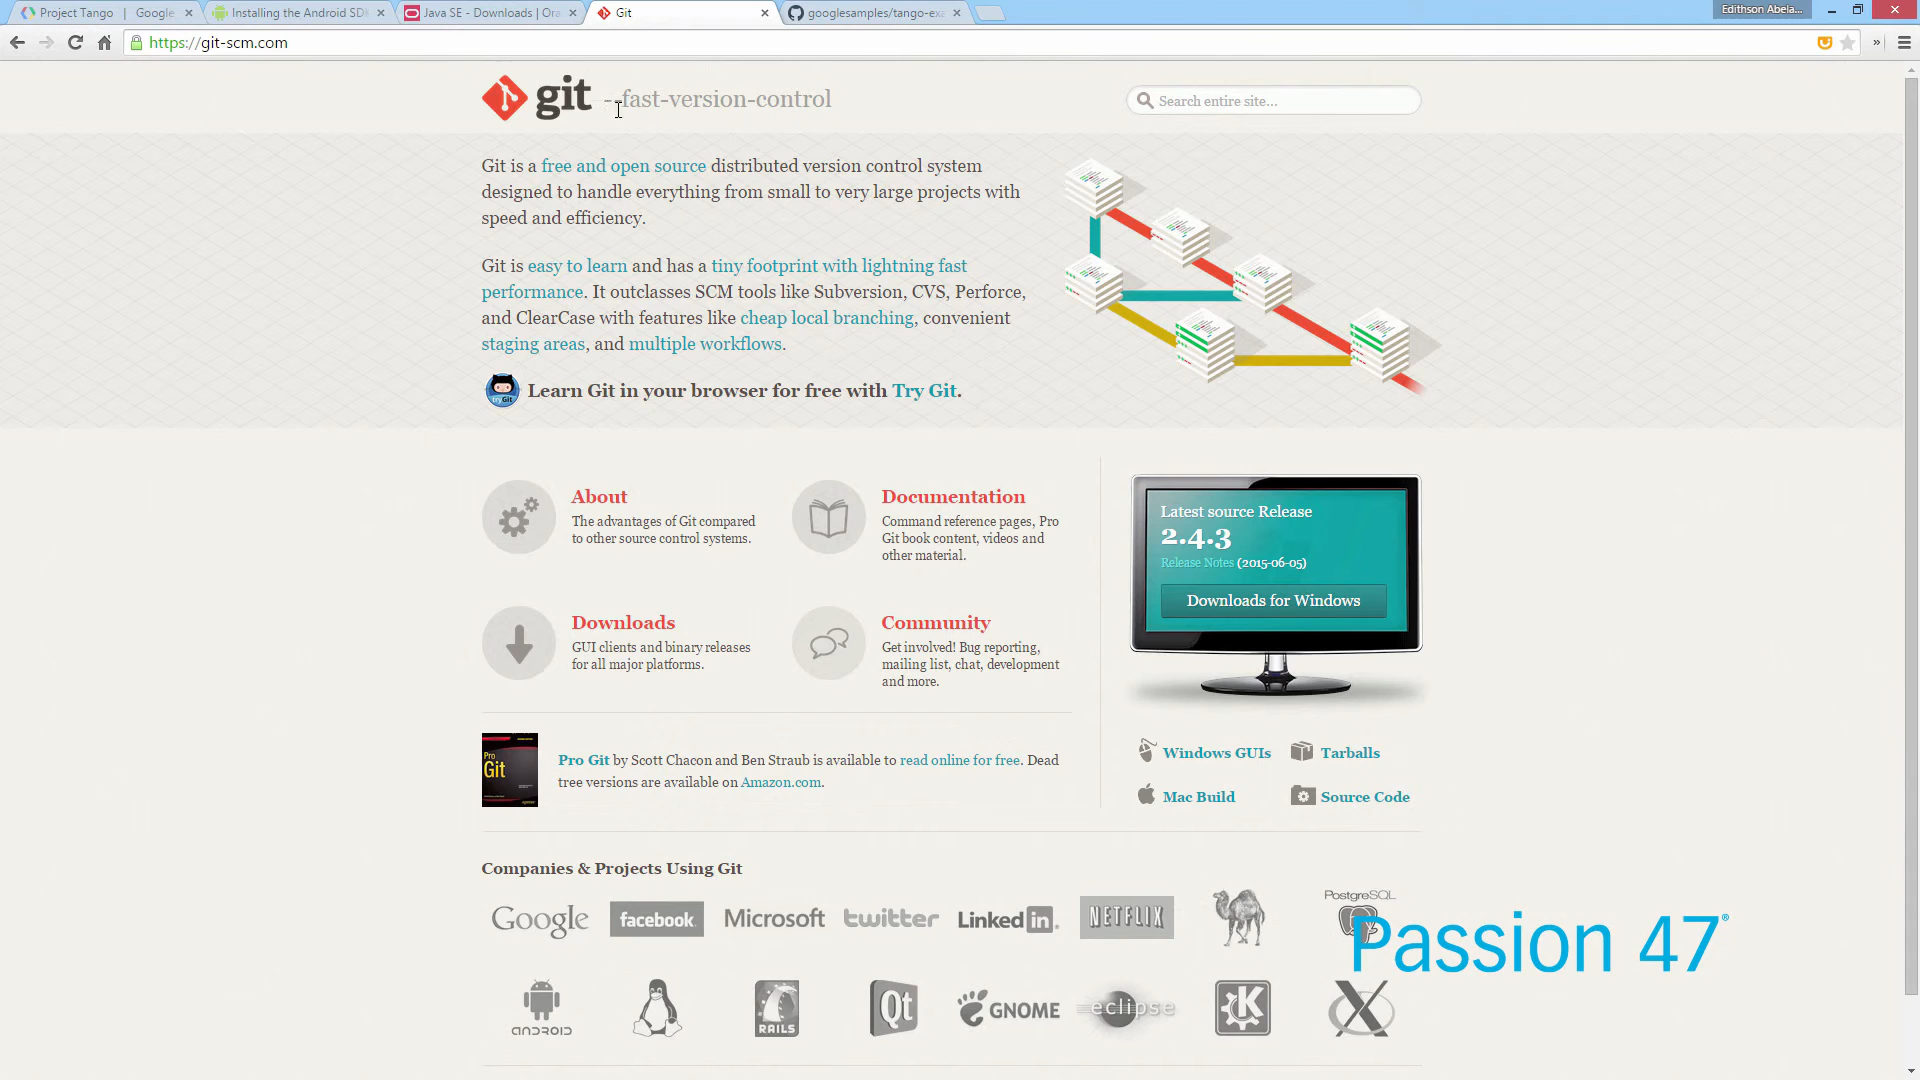 Project Tango | Google
Installing the Android SD
Java SE - Downloads | Ora
Git
googlesamples/tango-exa
Edithson Abela...
https://git-scm.com
git --fast-version-control
Search entire site...
Git is a free and open source distributed version control system
designed to handle everything from small to very large projects with
speed and efficiency.
Git is easy to learn and has a tiny footprint with lightning fast
performance. It outclasses SCM tools like Subversion, CVS, Perforce,
and ClearCase with features like cheap local branching, convenient
staging areas, and multiple workflows.
Learn Git in your browser for free with Try Git.
About
The advantages of Git compared
to other source control systems.
Documentation
Command reference pages, Pro
Git book content, videos and
other material.
Downloads
GUI clients and binary releases
for all major platforms.
Community
Get involved! Bug reporting,
mailing list, chat, development
and more.
Latest source Release
2.4.3
Release Notes (2015-06-05)
Downloads for Windows
Pro
Git
Pro Git by Scott Chacon and Ben Straub is available to read online for free. Dead
tree versions are available on Amazon.com.
Windows GUIs
Tarballs
Mac Build
Source Code
Companies & Projects Using Git
Google
facebook
Microsoft
twitter
Linked in
NETFLIX
PostgreSQL
Passion 47
ANDROID
RAILS
Qt
GNOME
eclipse
K
X